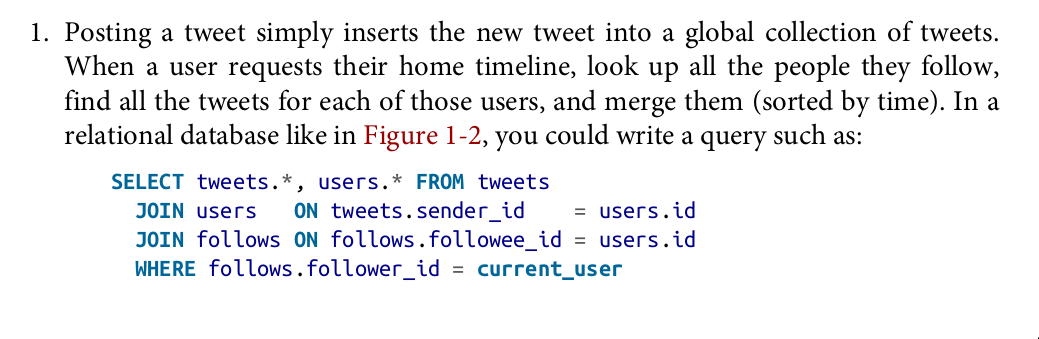 1. Posting a tweet simply inserts the new tweet into a global collection of tweets.
When a user requests their home timeline, look up all the people they follow,
find all the tweets for each of those users, and merge them (sorted by time). In a
relational database like in Figure 1-2, you could write a query such as:
SELECT tweets.*, users.* FROM tweets
  JOIN users   ON tweets.sender_id    = users.id
  JOIN follows ON follows.followee_id = users.id
  WHERE follows.follower_id = current_user